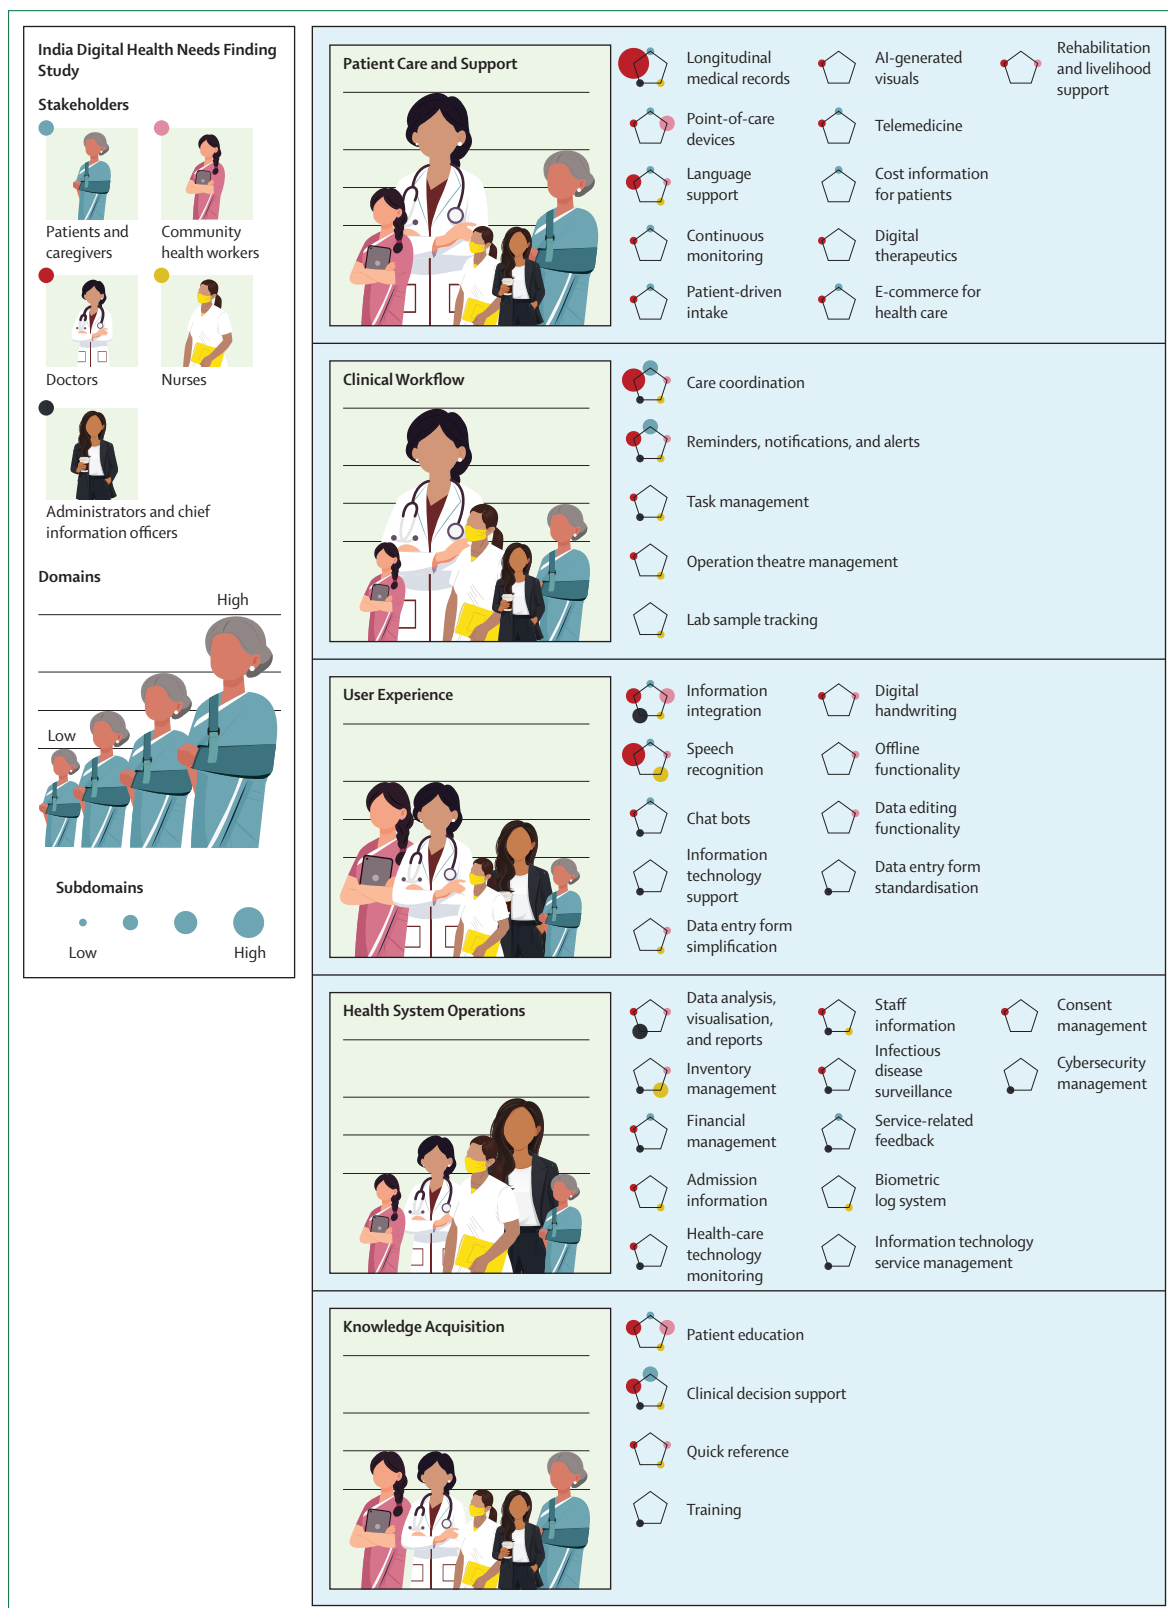 India Digital Health Needs Finding
Study
Stakeholders
Patients and
caregivers
Community
health workers
Doctors
Nurses
Administrators and chief
information officers
Domains
High
Low
Subdomains
Low
High
Patient Care and Support
Longitudinal
medical records
Point-of-care
devices
Language
support
Continuous
monitoring
Patient-driven
intake
AI-generated
visuals
Telemedicine
Cost information
for patients
Digital
therapeutics
E-commerce for
health care
Rehabilitation
and livelihood
support
Clinical Workflow
Care coordination
Reminders, notifications, and alerts
Task management
Operation theatre management
Lab sample tracking
User Experience
Information
integration
Speech
recognition
Chat bots
Information
technology
support
Data entry form
simplification
Digital
handwriting
Offline
functionality
Data editing
functionality
Data entry form
standardisation
Health System Operations
Data analysis,
visualisation,
and reports
Inventory
management
Financial
management
Admission
information
Health-care
technology
monitoring
Staff
information
Infectious
disease
surveillance
Service-related
feedback
Biometric
log system
Information technology
service management
Consent
management
Cybersecurity
management
Knowledge Acquisition
Patient education
Clinical decision support
Quick reference
Training